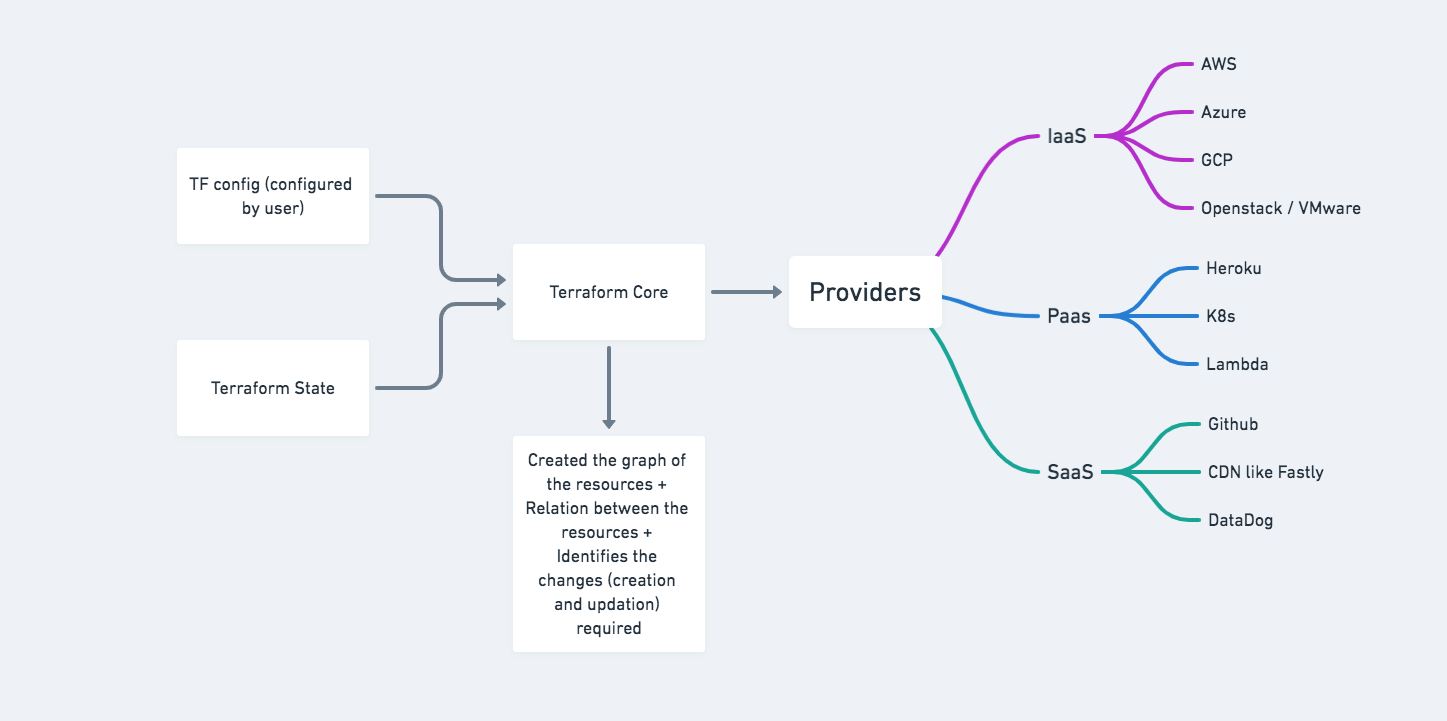 TF config (configured
by user)
Terraform State
Terraform Core
Created the graph of
the resources +
Relation between the
resources +
Identifies the
changes (creation
and updation)
required
Providers
IaaS
AWS
Azure
GCP
Openstack / VMware
Paas
Heroku
K8s
Lambda
SaaS
Github
CDN like Fastly
DataDog